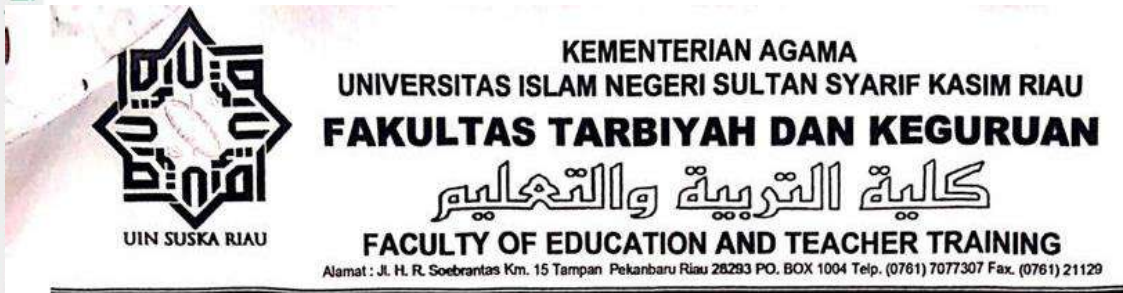 KEMENTERIAN AGAMA
UNIVERSITAS ISLAM NEGERI SULTAN SYARIF KASIM RIAU
FAKULTAS TARBIYAH DAN KEGURUAN
كلية التربية والتعليم
FACULTY OF EDUCATION AND TEACHER TRAINING
Alamat : Jl. H. R. Soebrantas Km. 15 Tampan Pekanbaru Riau 28293 PO. BOX 1004 Telp. (0761) 7077307 Fax. (0761) 21129
UIN SUSKA RIAU